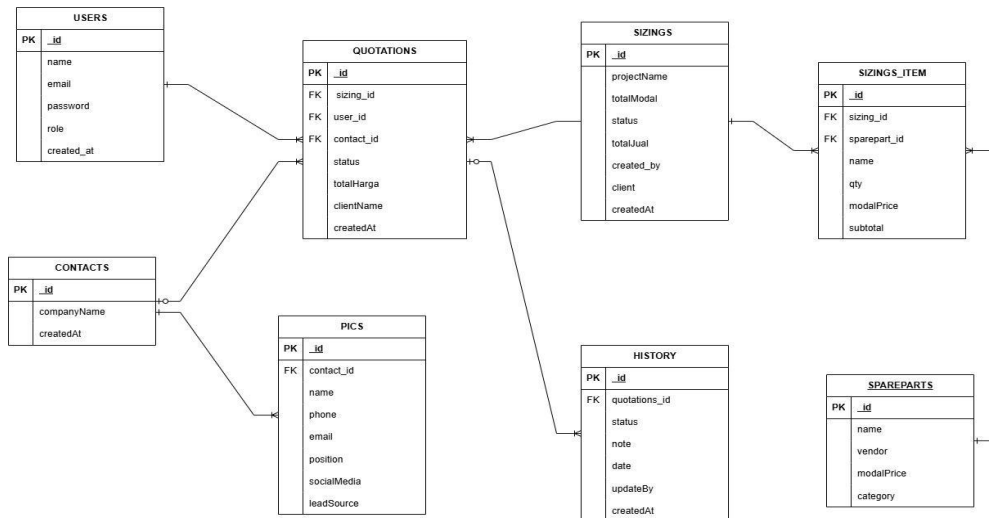 USERS
PK _id
name
email
password
role
created_at
QUOTATIONS
PK _id
FK sizing_id
FK user_id
FK contact_id
status
totalHarga
clientName
createdAt
SIZINGS
PK _id
projectName
totalModal
status
totalJual
created_by
client
createdAt
SIZINGS_ITEM
PK _id
FK sizing_id
FK sparepart_id
name
qty
modalPrice
subtotal
CONTACTS
PK _id
companyName
createdAt
PICS
PK _id
FK contact_id
name
phone
email
position
socialMedia
leadSource
HISTORY
PK _id
FK quotations_id
status
note
date
updateBy
createdAt
SPAREPARTS
PK _id
name
vendor
modalPrice
category